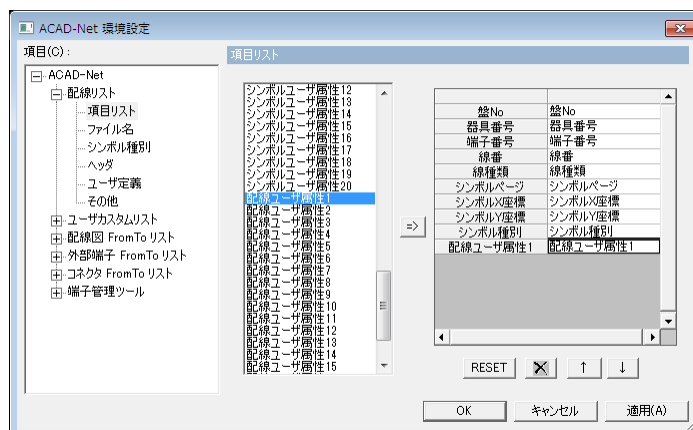 ACAD-Net 環境設定
項目(C) :
ACAD-Net
配線リスト
項目リスト
ファイル名
シンボル種別
ヘッダ
ユーザ定義
その他
ユーザカスタムリスト
配線図 FromTo リスト
外部端子 FromTo リスト
コネクタ FromTo リスト
端子管理ツール
項目リスト
シンボルユーザ属性12
シンボルユーザ属性13
シンボルユーザ属性14
シンボルユーザ属性15
シンボルユーザ属性16
シンボルユーザ属性17
シンボルユーザ属性18
シンボルユーザ属性19
シンボルユーザ属性20
配線ユーザ属性1
配線ユーザ属性2
配線ユーザ属性3
配線ユーザ属性4
配線ユーザ属性5
配線ユーザ属性6
配線ユーザ属性7
配線ユーザ属性8
配線ユーザ属性9
配線ユーザ属性10
配線ユーザ属性11
配線ユーザ属性12
配線ユーザ属性13
配線ユーザ属性14
配線ユーザ属性15
=>
盤No 盤No
器具番号 器具番号
端子番号 端子番号
線番 線番
線種類 線種類
シンボルページ シンボルページ
シンボルX座標 シンボルX座標
シンボルY座標 シンボルY座標
シンボル種別 シンボル種別
配線ユーザ属性1 配線ユーザ属性1
RESET ↑ ↓
OK キャンセル 適用(A)